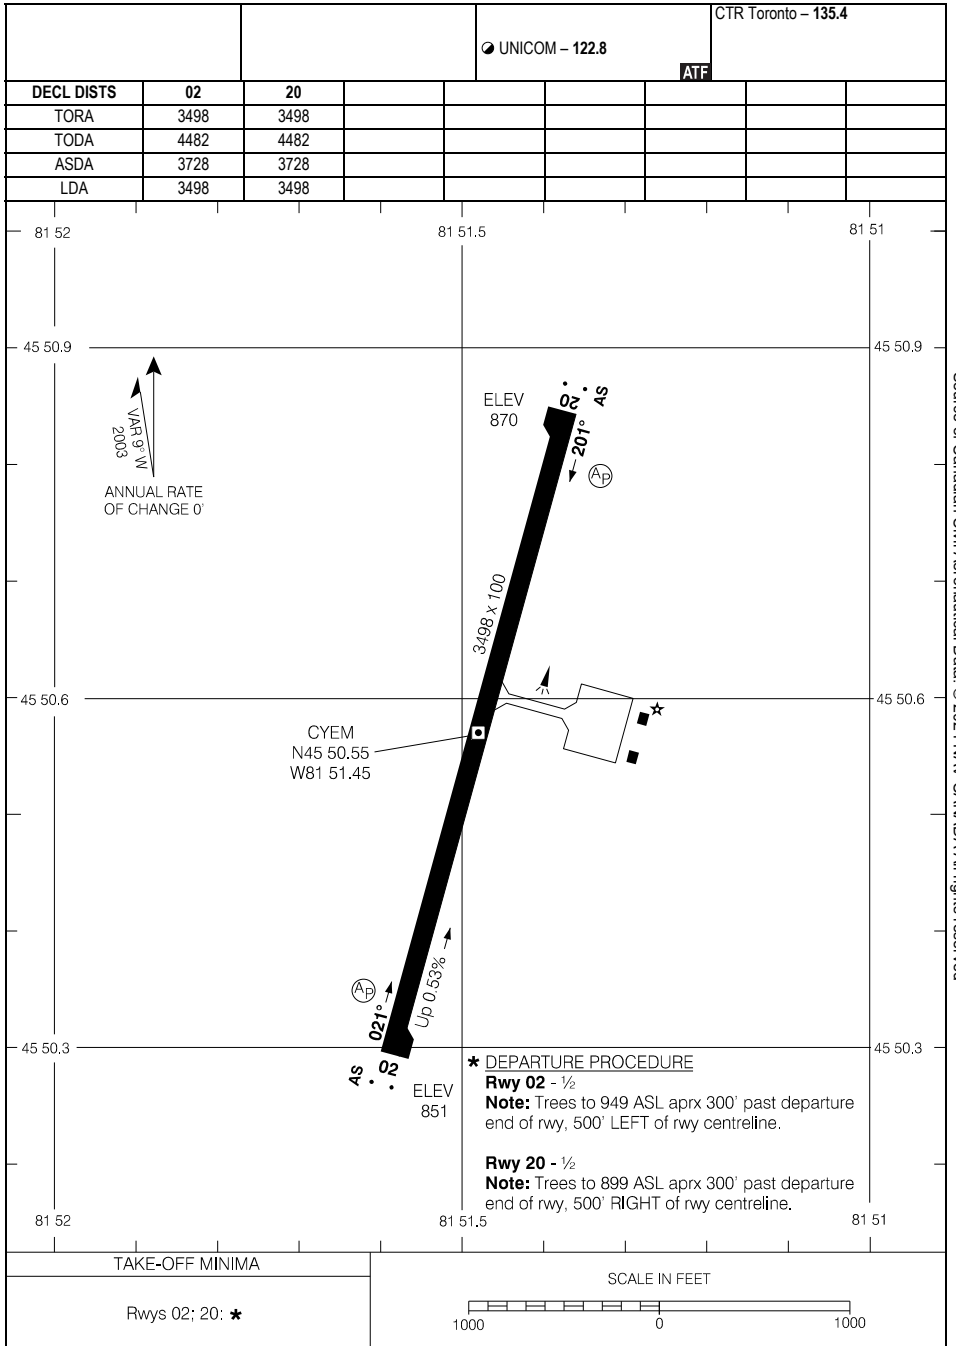 CTR Toronto – 135.4
UNICOM – 122.8
ATF
DECL DISTS 02 20
TORA 3498 3498
TODA 4482 4482
ASDA 3728 3728
LDA 3498 3498
81 52 81 51.5 81 51
45 50.9 45 50.9
VAR 9° W
2003
ANNUAL RATE
OF CHANGE 0'
ELEV
870
20
AS
201°
AP
3498 x 100
45 50.6 45 50.6
CYEM
N45 50.55
W81 51.45
Up 0.53%
AP
021°
45 50.3 45 50.3
02
AS
ELEV
851
* DEPARTURE PROCEDURE
Rwy 02 - ½
Note: Trees to 949 ASL aprx 300' past departure
end of rwy, 500' LEFT of rwy centreline.
Rwy 20 - ½
Note: Trees to 899 ASL aprx 300' past departure
end of rwy, 500' RIGHT of rwy centreline.
81 52 81 51.5 81 51
TAKE-OFF MINIMA
Rwys 02; 20: *
SCALE IN FEET
1000 0 1000